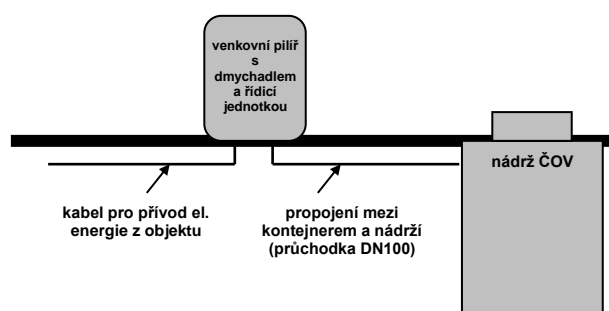 venkovní pilíř
s
dmychadlem
a řídicí
jednotkou
nádrž ČOV
kabel pro přívod el.
energie z objektu
propojení mezi
kontejnerem a nádrží
(průchodka DN100)